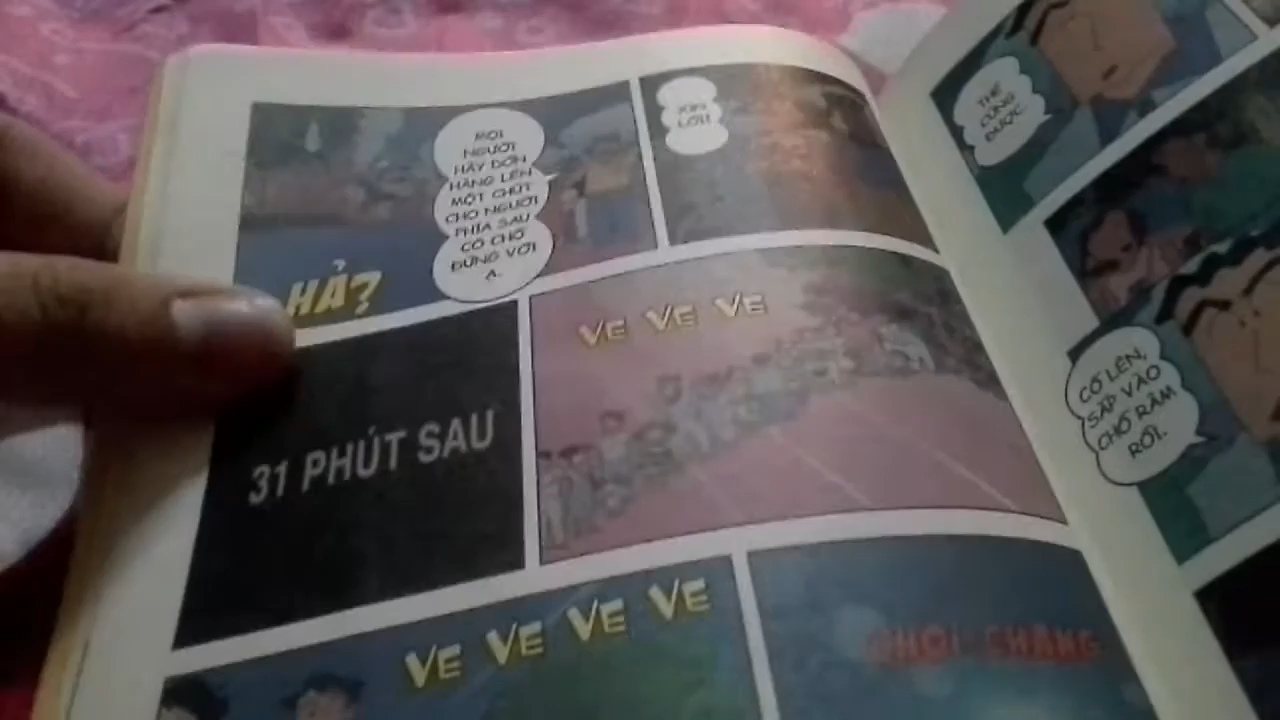 MỌI
NGƯỜI
HÃY DỒN
HÀNG LÊN
MỘT CHÚT
CHO NGƯỜI
PHÍA SAU
CÓ CHỖ
ĐỨNG VỚI
Ạ.
HẢ?
XIN
LỖI!
31 PHÚT SAU
VE VE VE
VE VE VE VE
CHÓI CHANG
THẾ
CŨNG
ĐƯỢC.
CỐ LÊN,
SẮP VÀO
CHỖ RÂM
RỒI.